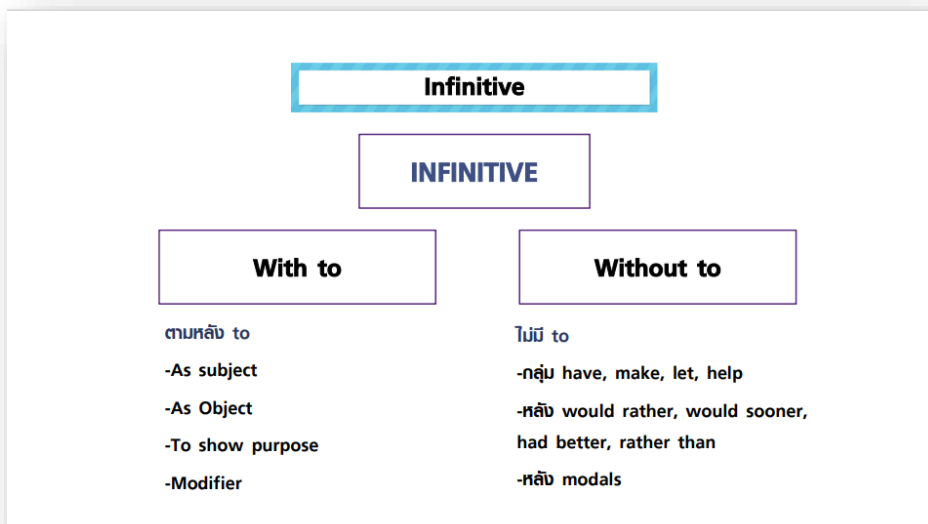 Infinitive
INFINITIVE
With to
Without to
ตามหลัง to
-As subject
-As Object
-To show purpose
-Modifier
ไม่มี to
-กลุ่ม have, make, let, help
-หลัง would rather, would sooner,
had better, rather than
-หลัง modals